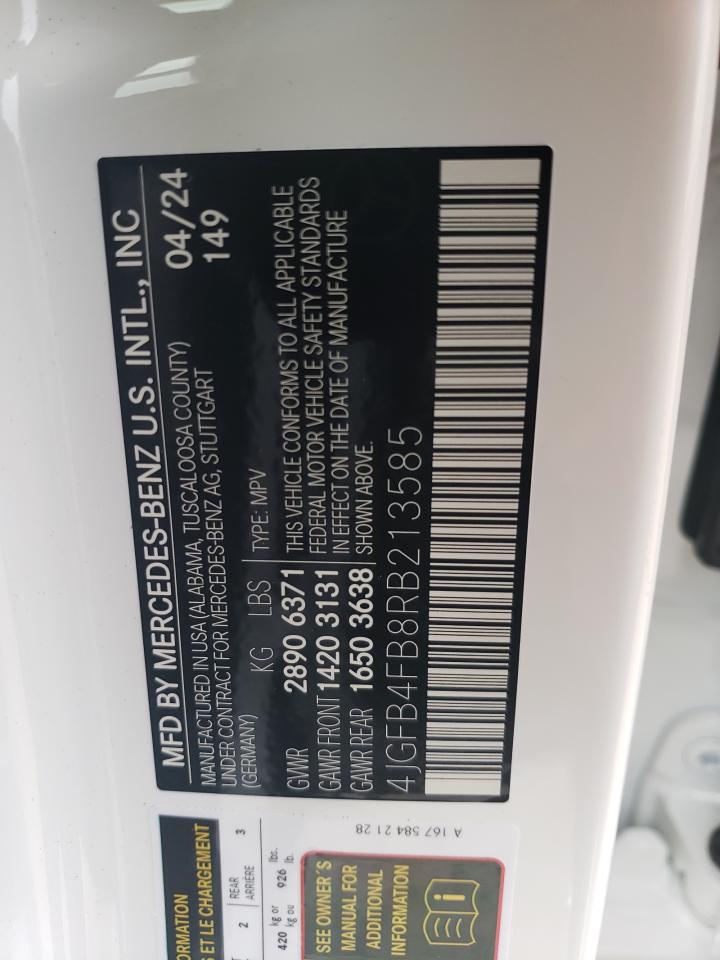 MFD BY MERCEDES-BENZ U.S. INTL., INC
MANUFACTURED IN USA (ALABAMA, TUSCALOOSA COUNTY)
UNDER CONTRACT FOR MERCEDES-BENZ AG, STUTTGART
(GERMANY)
04/24
149
KG LBS TYPE: MPV
GVWR 2890 6371
GAWR FRONT 1420 3131
GAWR REAR 1650 3638
THIS VEHICLE CONFORMS TO ALL APPLICABLE
FEDERAL MOTOR VEHICLE SAFETY STANDARDS
IN EFFECT ON THE DATE OF MANUFACTURE
SHOWN ABOVE.
4JGFB4FB8RB213585
ORMATION
S ET LE CHARGEMENT
2 REAR 3
ARRIÈRE
420 kg or 926 lbs.
kg ou lb.
SEE OWNER'S
MANUAL FOR
ADDITIONAL
INFORMATION
A 167 584 21 28